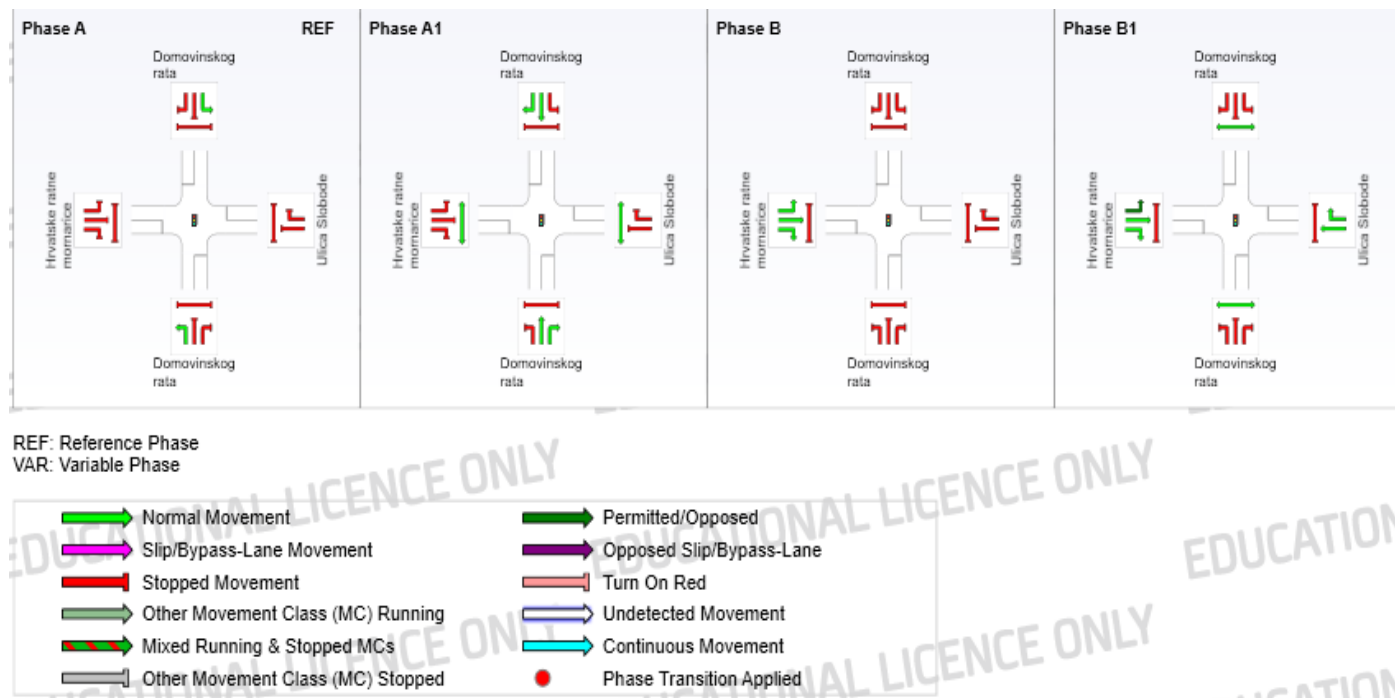 Phase A
REF
Domovinskog
rata
Hrvatske ratne
mornarice
Ulica Slobode
Domovinskog
rata
Phase A1
Domovinskog
rata
Hrvatske ratne
mornarice
Ulica Slobode
Domovinskog
rata
Phase B
Domovinskog
rata
Hrvatske ratne
mornarice
Ulica Slobode
Domovinskog
rata
Phase B1
Domovinskog
rata
Hrvatske ratne
mornarice
Ulica Slobode
Domovinskog
rata
REF: Reference Phase
VAR: Variable Phase
Normal Movement
Permitted/Opposed
Slip/Bypass-Lane Movement
Opposed Slip/Bypass-Lane
Stopped Movement
Turn On Red
Other Movement Class (MC) Running
Undetected Movement
Mixed Running & Stopped MCs
Continuous Movement
Other Movement Class (MC) Stopped
Phase Transition Applied
EDUCATIONAL LICENCE ONLY
EDUCATIONAL LICENCE ONLY
EDUCATION